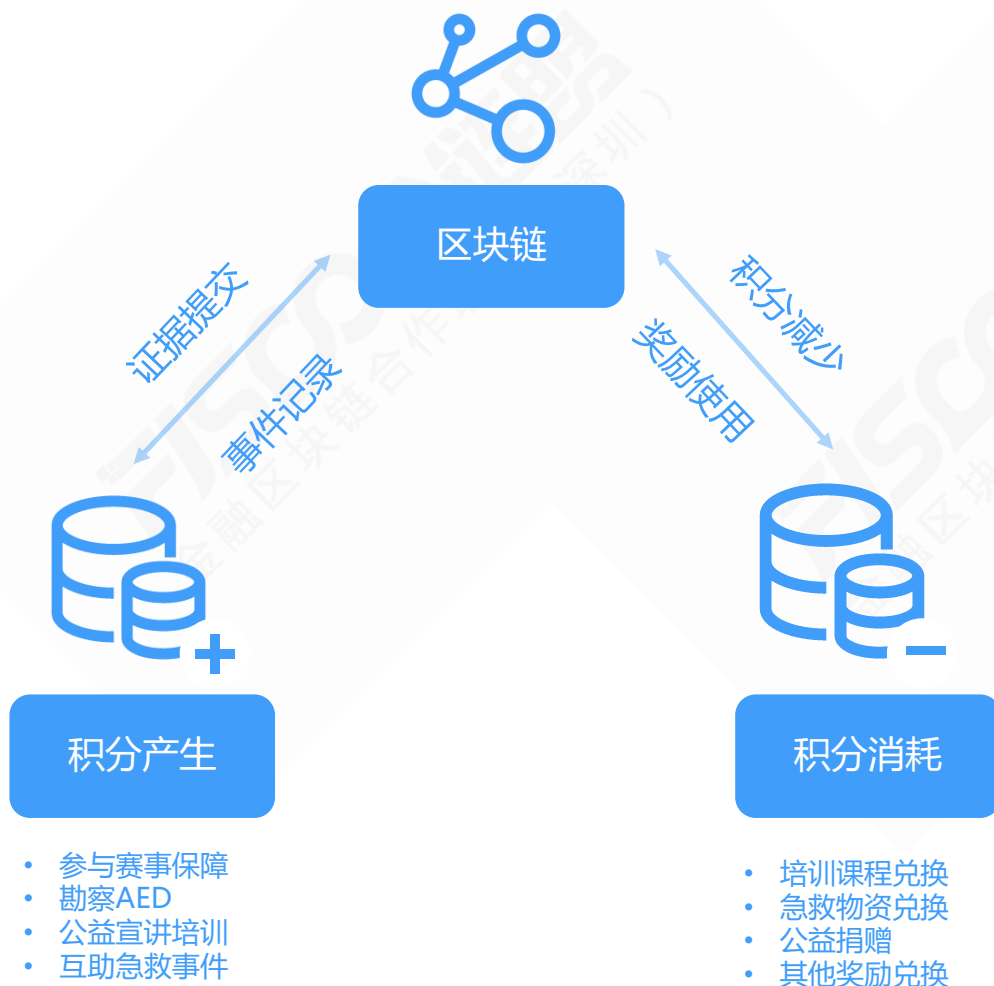 区块链
证据提交
事件记录
积分减少
奖励使用
积分产生
积分消耗
• 参与赛事保障
• 勘察AED
• 公益宣讲培训
• 互助急救事件
• 培训课程兑换
• 急救物资兑换
• 公益捐赠
• 其他奖励兑换